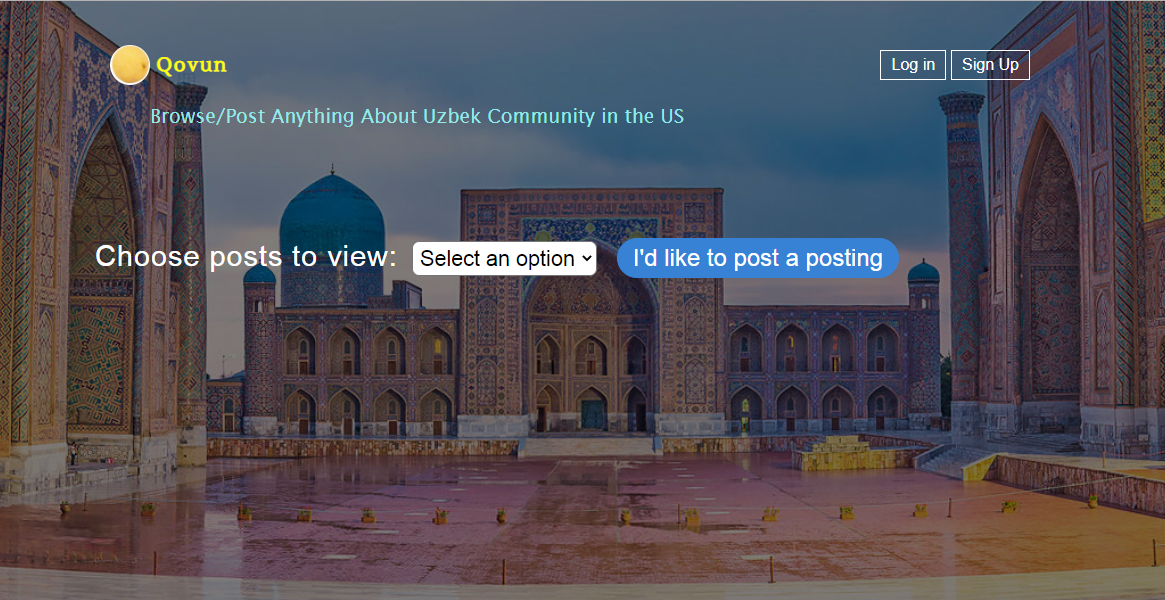 Qovun
Log in
Sign Up
Browse/Post Anything About Uzbek Community in the US
Choose posts to view:
Select an option
I'd like to post a posting